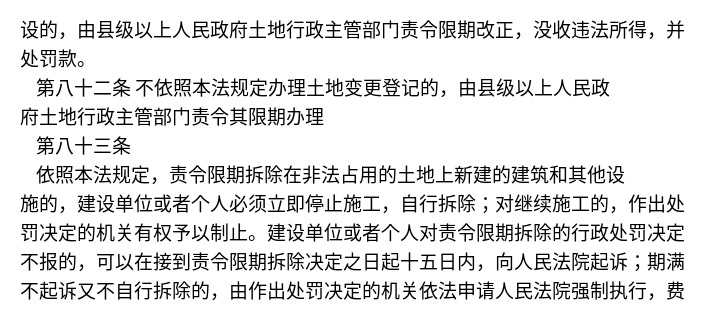 设的，由县级以上人民政府土地行政主管部门责令限期改正，没收违法所得，并
处罚款。
第八十二条 不依照本法规定办理土地变更登记的，由县级以上人民政
府土地行政主管部门责令其限期办理
第八十三条
依照本法规定，责令限期拆除在非法占用的土地上新建的建筑和其他设
施的，建设单位或者个人必须立即停止施工，自行拆除；对继续施工的，作出处
罚决定的机关有权予以制止。建设单位或者个人对责令限期拆除的行政处罚决定
不报的，可以在接到责令限期拆除决定之日起十五日内，向人民法院起诉；期满
不起诉又不自行拆除的，由作出处罚决定的机关依法申请人民法院强制执行，费